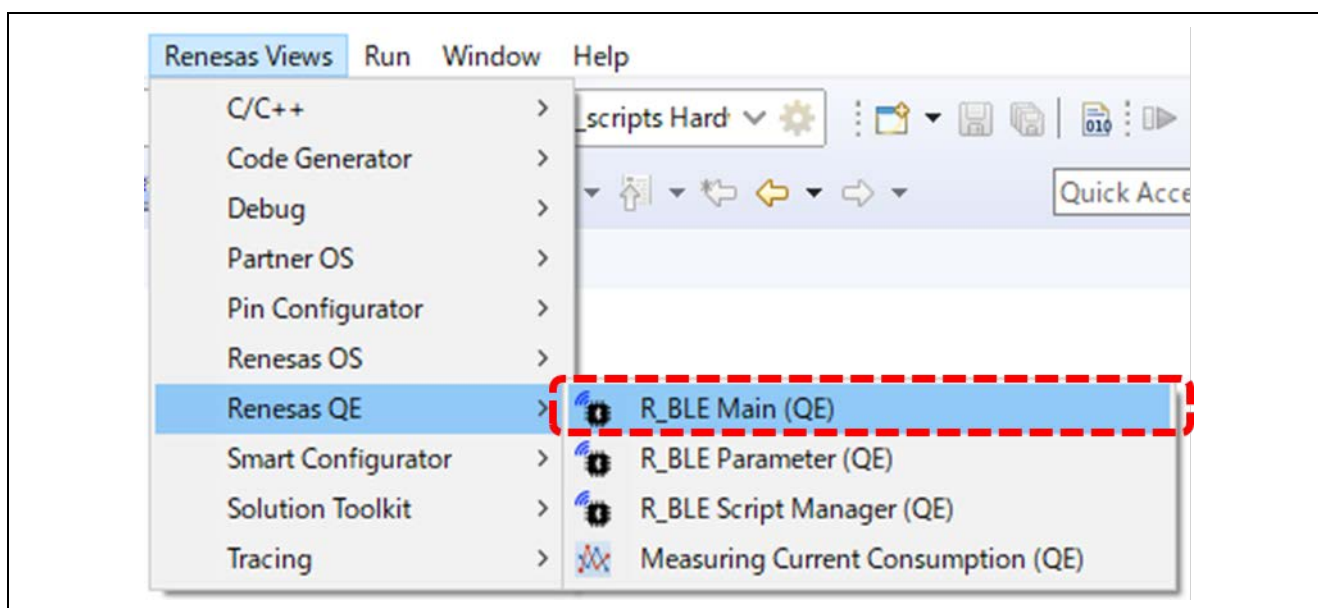 Renesas Views Run Window Help
C/C++
_scripts Hard
010
Code Generator
Debug
Quick Acce
Partner OS
Pin Configurator
Renesas OS
Renesas QE
R_BLE Main (QE)
R_BLE Parameter (QE)
Smart Configurator
Solution Toolkit
R_BLE Script Manager (QE)
Tracing
Measuring Current Consumption (QE)